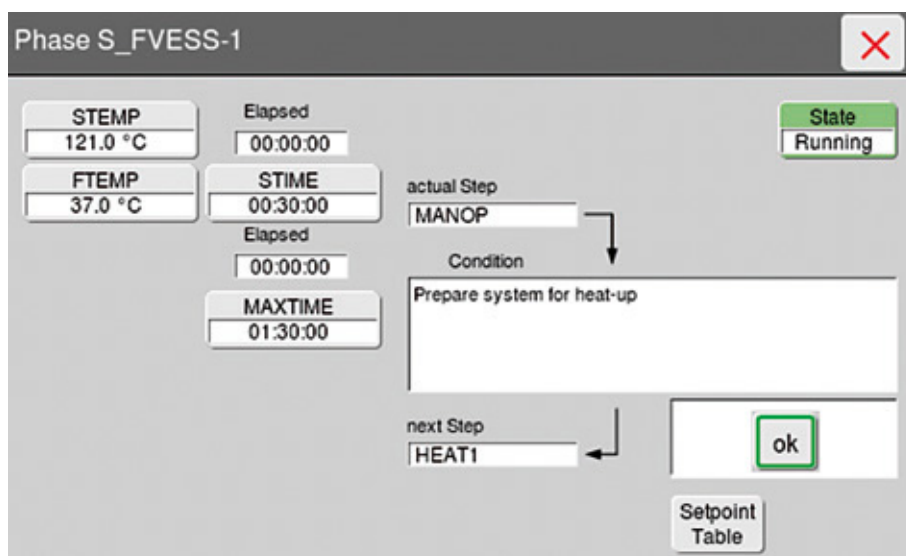 Phase S_FVESS-1
STEMP
121.0 °C
Elapsed
00:00:00
State
Running
FTEMP
37.0 °C
STIME
00:30:00
Elapsed
00:00:00
MAXTIME
01:30:00
actual Step
MANOP
Condition
Prepare system for heat-up
next Step
HEAT1
ok
Setpoint
Table